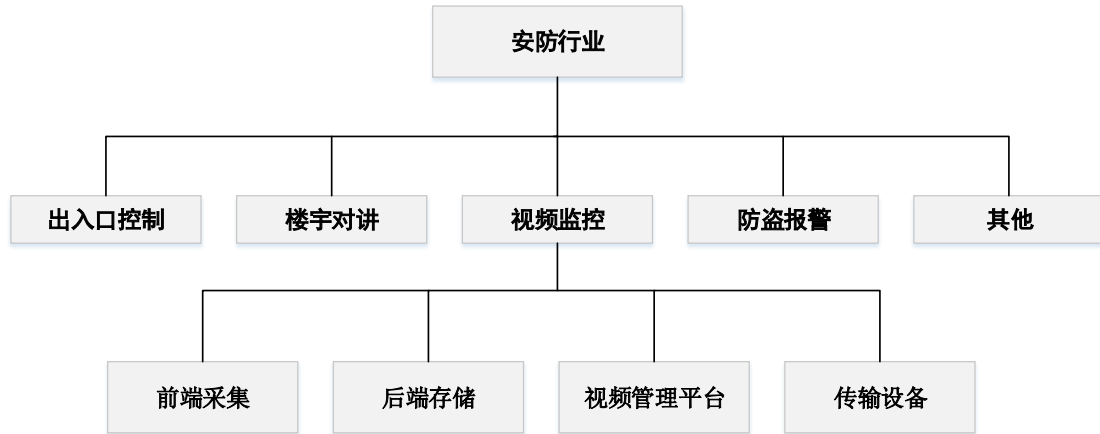 安防行业
出入口控制
楼宇对讲
视频监控
防盗报警
其他
前端采集
后端存储
视频管理平台
传输设备